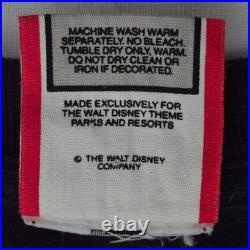 MACHINE WASH WARM
SEPARATELY. NO BLEACH.
TUMBLE DRY ONLY, WARM.
DO NOT DRY CLEAN OR
IRON IF DECORATED.
MADE EXCLUSIVELY FOR
THE WALT DISNEY THEME
PARKS AND RESORTS
© THE WALT DISNEY
COMPANY